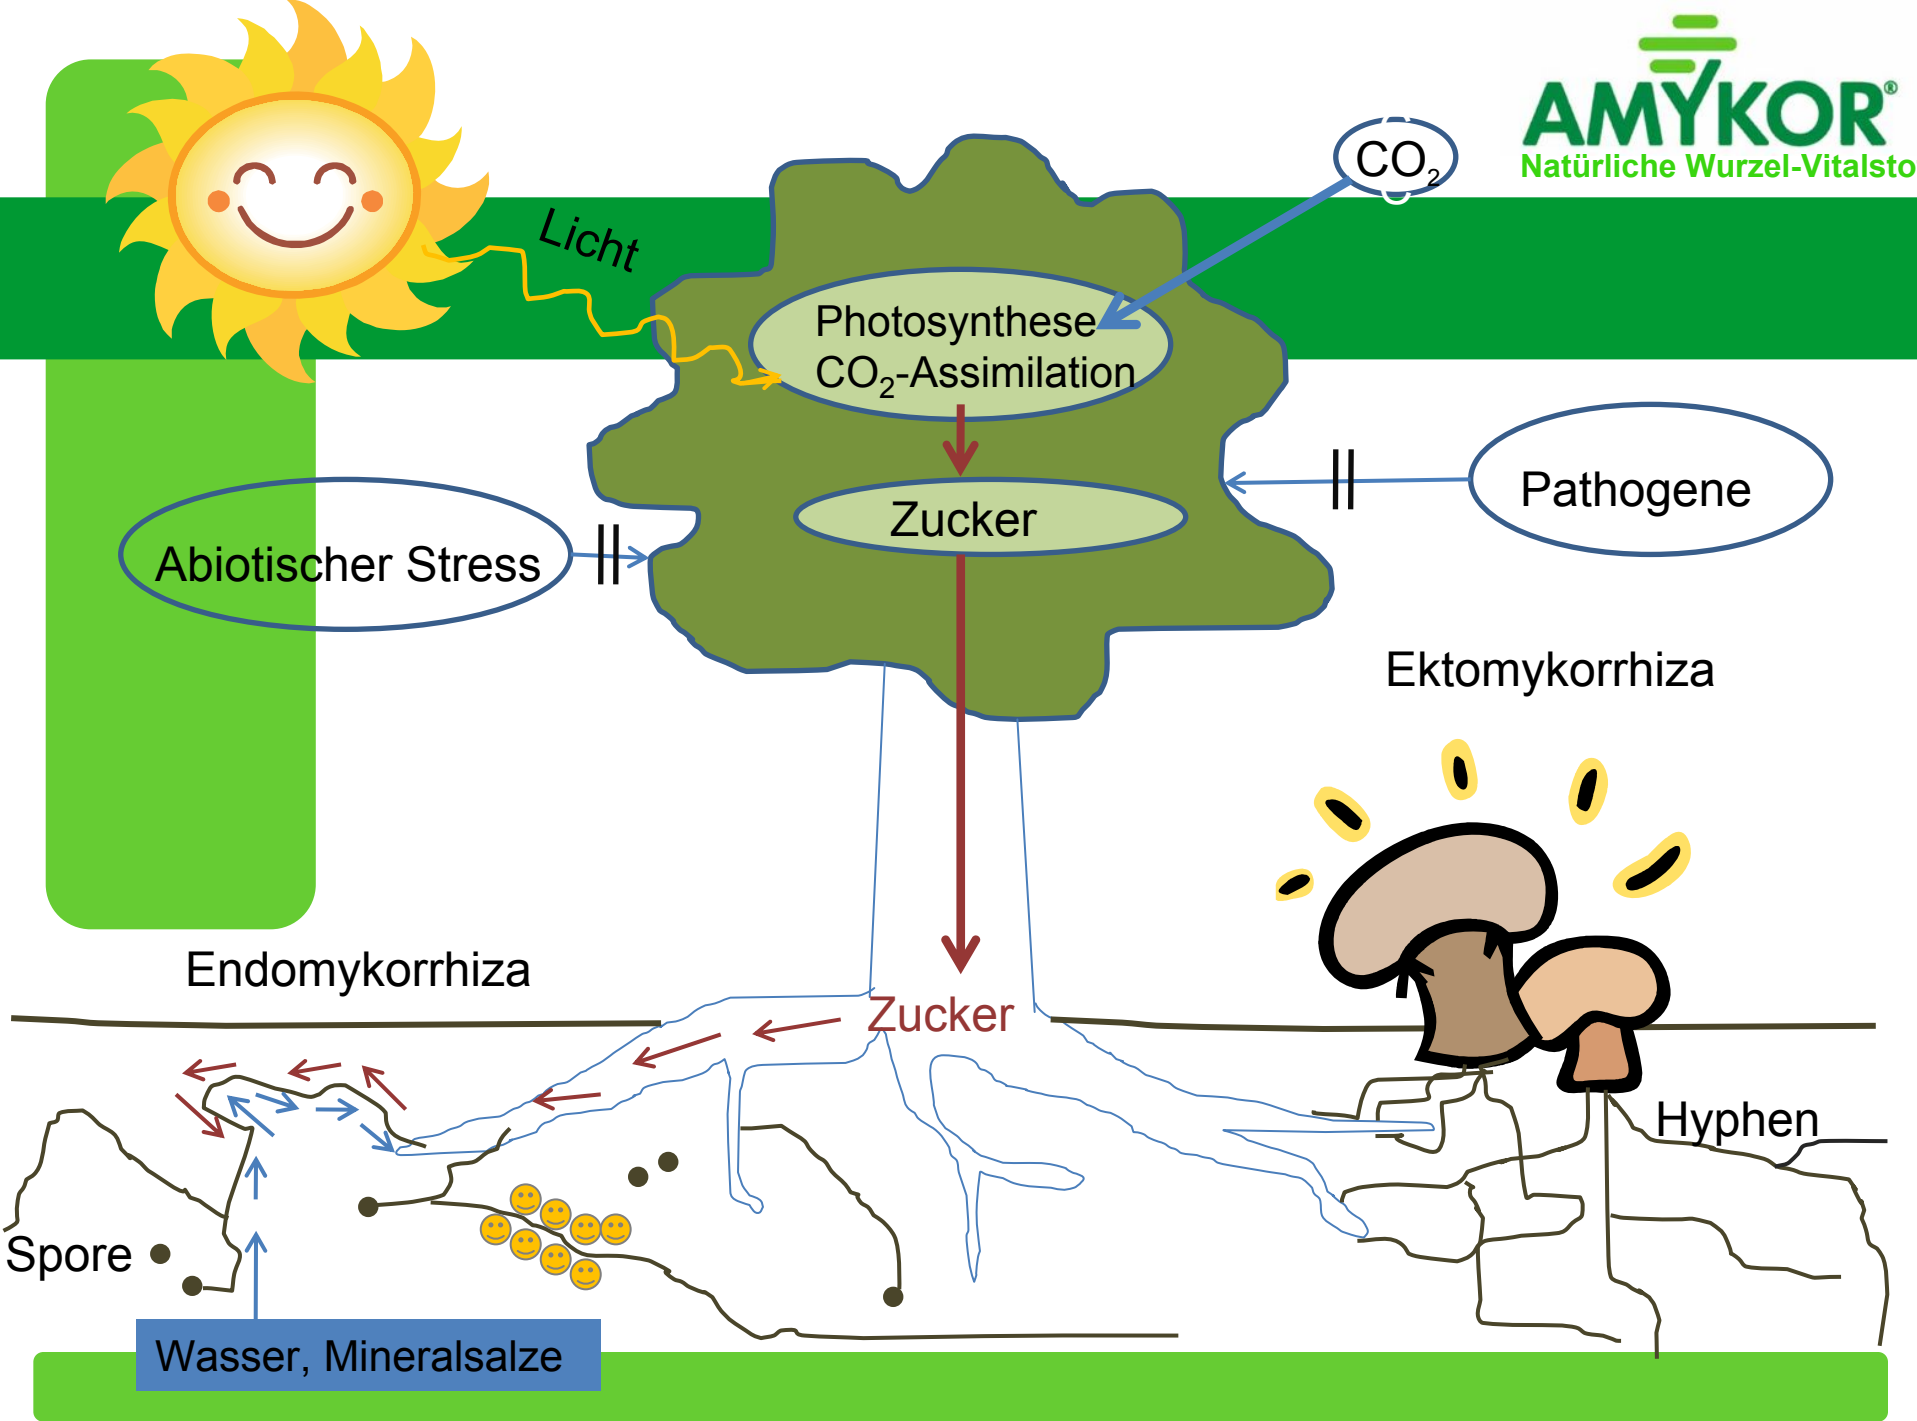 AMYKOR®
Natürliche Wurzel-Vitalsto
CO₂
Licht
Photosynthese
CO₂-Assimilation
Zucker
Pathogene
Abiotischer Stress
Ektomykorrhiza
Endomykorrhiza
Zucker
Hyphen
Spore
Wasser, Mineralsalze